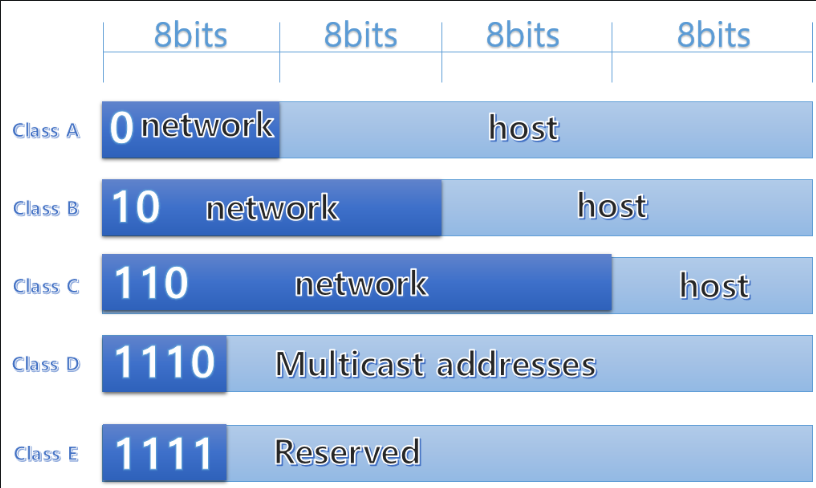 8bits 8bits 8bits 8bits
Class A 0 network host
Class B 10 network host
Class C 110 network host
Class D 1110 Multicast addresses
Class E 1111 Reserved